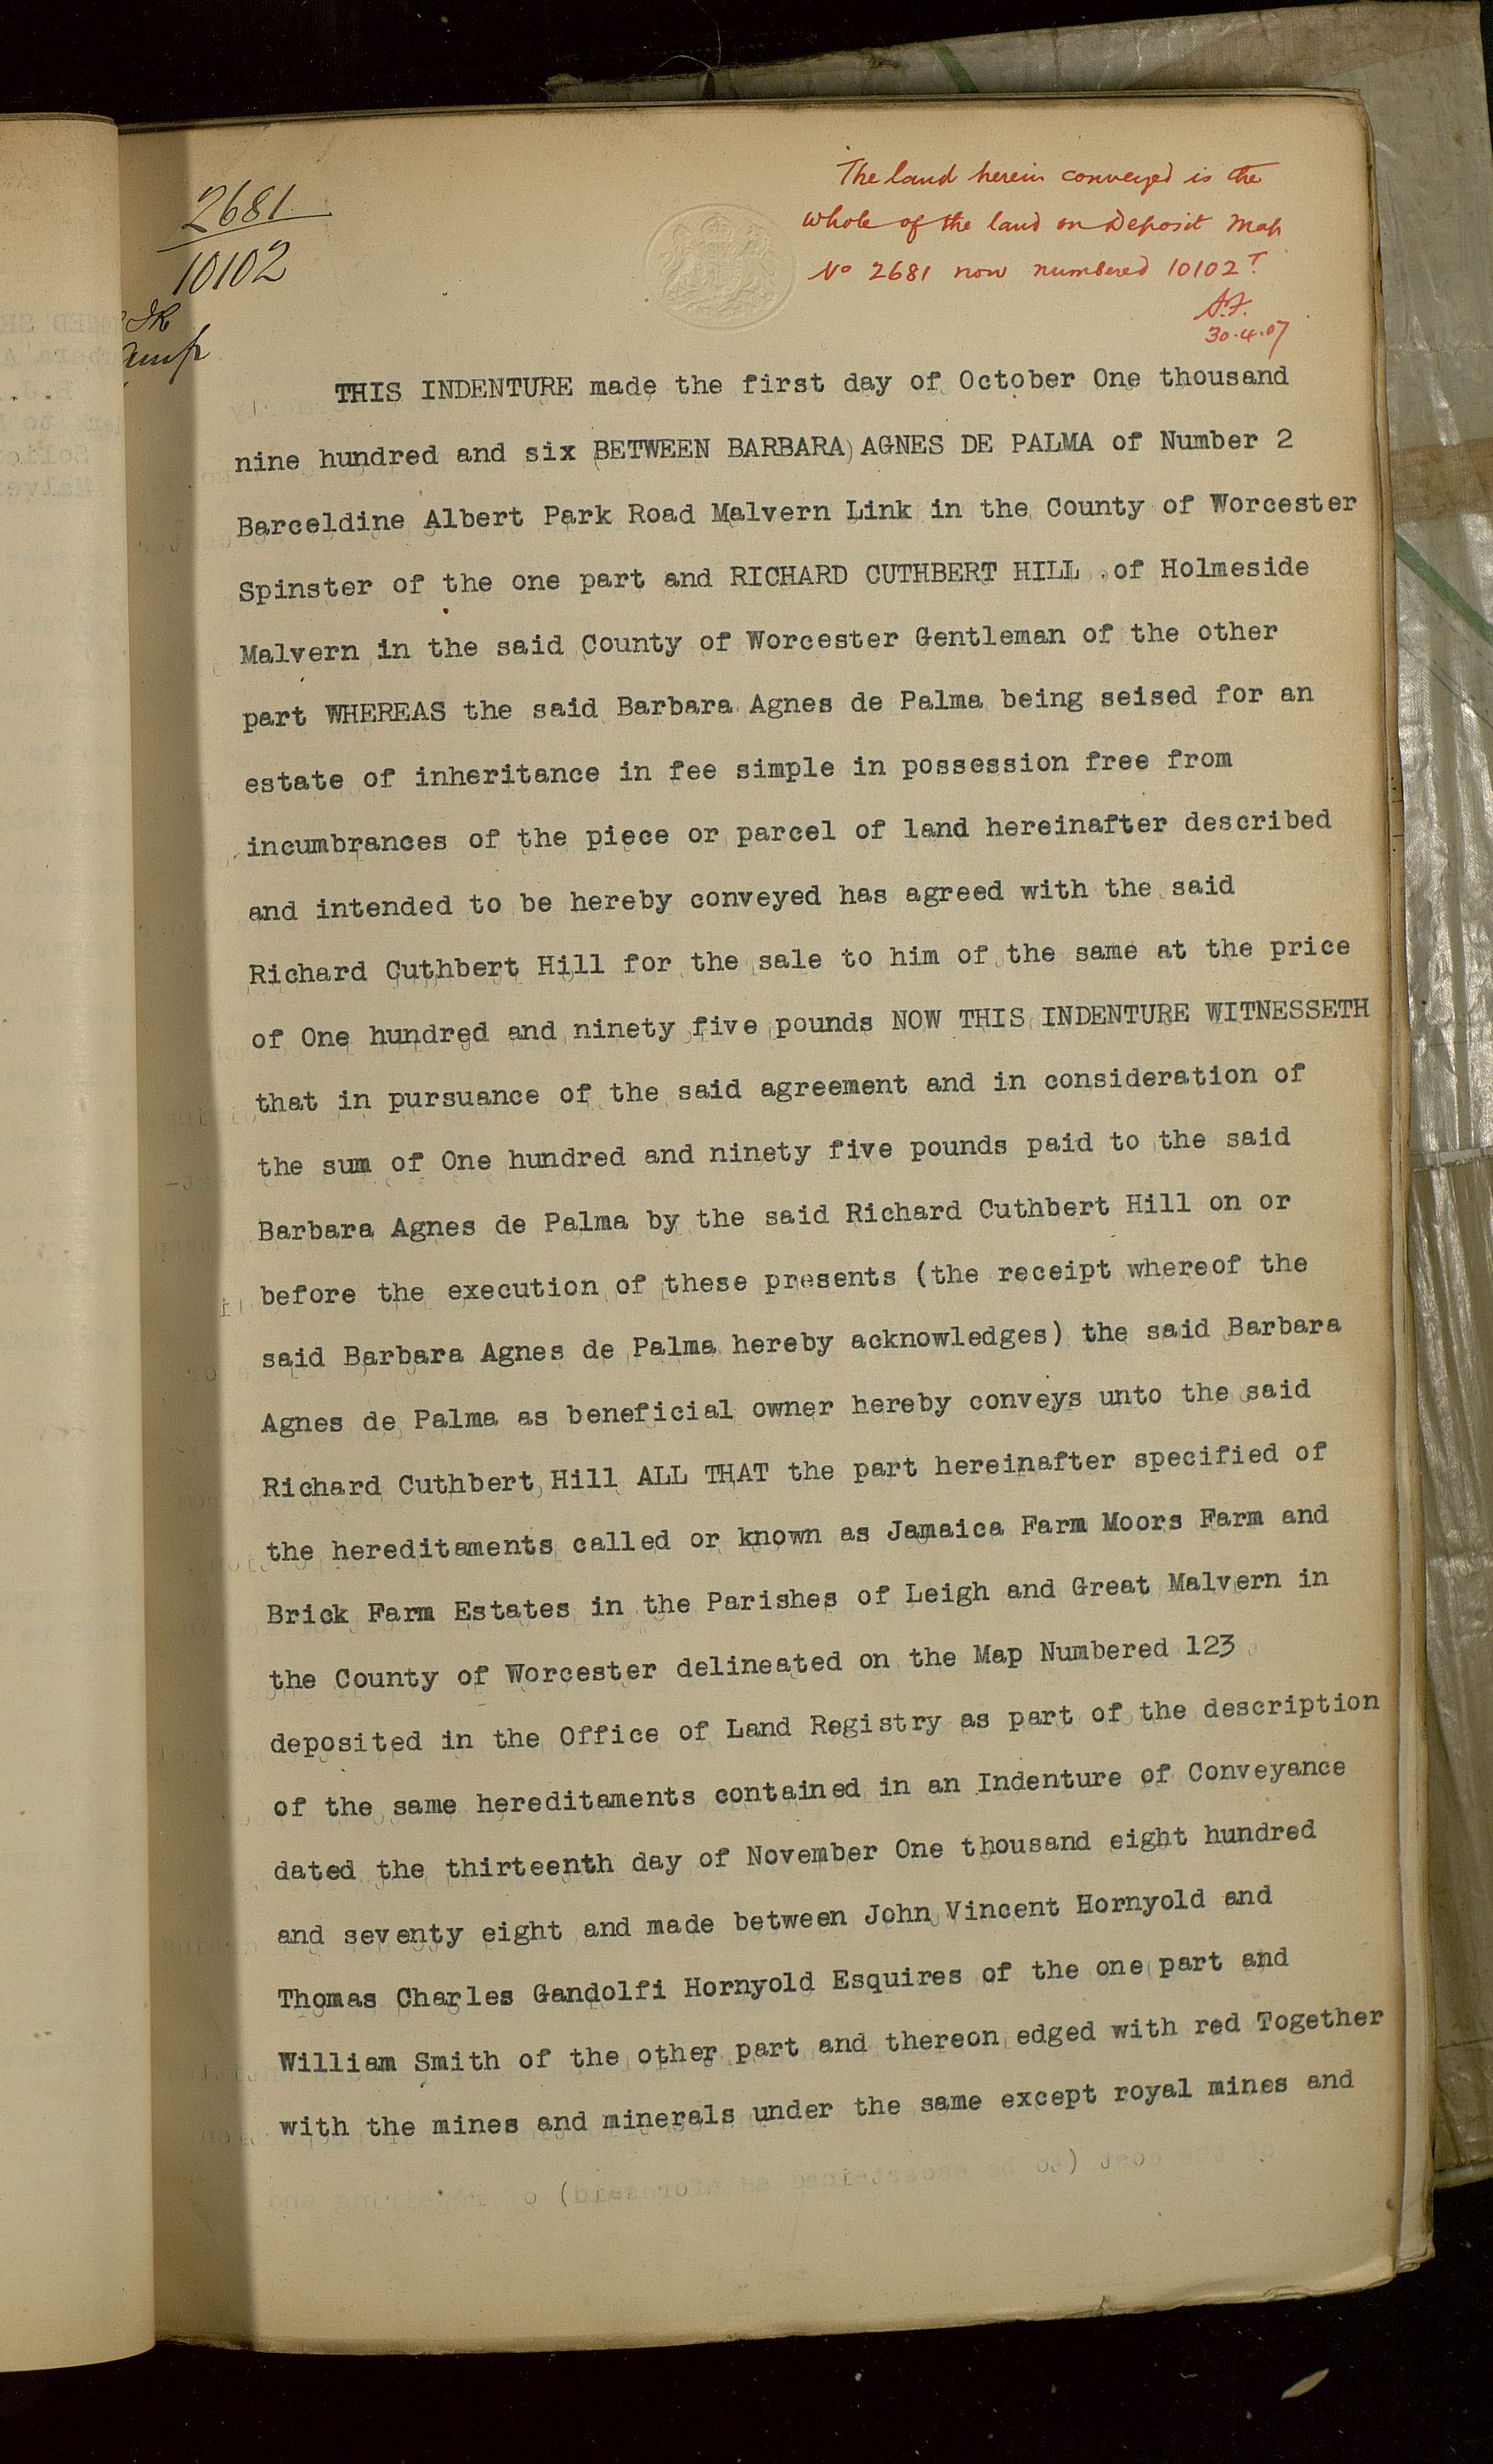 2681
10102
The land herein conveyed is the
whole of the land on Deposit Map
No 2681 now numbered 10102T.
30.4.07
THIS INDENTURE made the first day of October One thousand
nine hundred and six BETWEEN BARBARA AGNES DE PALMA of Number 2
Barceldine Albert Park Road Malvern Link in the County of Worcester
Spinster of the one part and RICHARD CUTHBERT HILL of Holmeside
Malvern in the said County of Worcester Gentleman of the other
part WHEREAS the said Barbara Agnes de Palma being seised for an
estate of inheritance in fee simple in possession free from
incumbrances of the piece or parcel of land hereinafter described
and intended to be hereby conveyed has agreed with the said
Richard Cuthbert Hill for the sale to him of the same at the price
of One hundred and ninety five pounds NOW THIS INDENTURE WITNESSETH
that in pursuance of the said agreement and in consideration of
the sum of One hundred and ninety five pounds paid to the said
Barbara Agnes de Palma by the said Richard Cuthbert Hill on or
before the execution of these presents (the receipt whereof the
said Barbara Agnes de Palma hereby acknowledges) the said Barbara
Agnes de Palma as beneficial owner hereby conveys unto the said
Richard Cuthbert Hill ALL THAT the part hereinafter specified of
the hereditaments called or known as Jamaica Farm Moors Farm and
Brick Farm Estates in the Parishes of Leigh and Great Malvern in
the County of Worcester delineated on the Map Numbered 123
deposited in the Office of Land Registry as part of the description
of the same hereditaments contained in an Indenture of Conveyance
dated the thirteenth day of November One thousand eight hundred
and seventy eight and made between John Vincent Hornyold and
Thomas Charles Gandolfi Hornyold Esquires of the one part and
William Smith of the other part and thereon edged with red Together
with the mines and minerals under the same except royal mines and